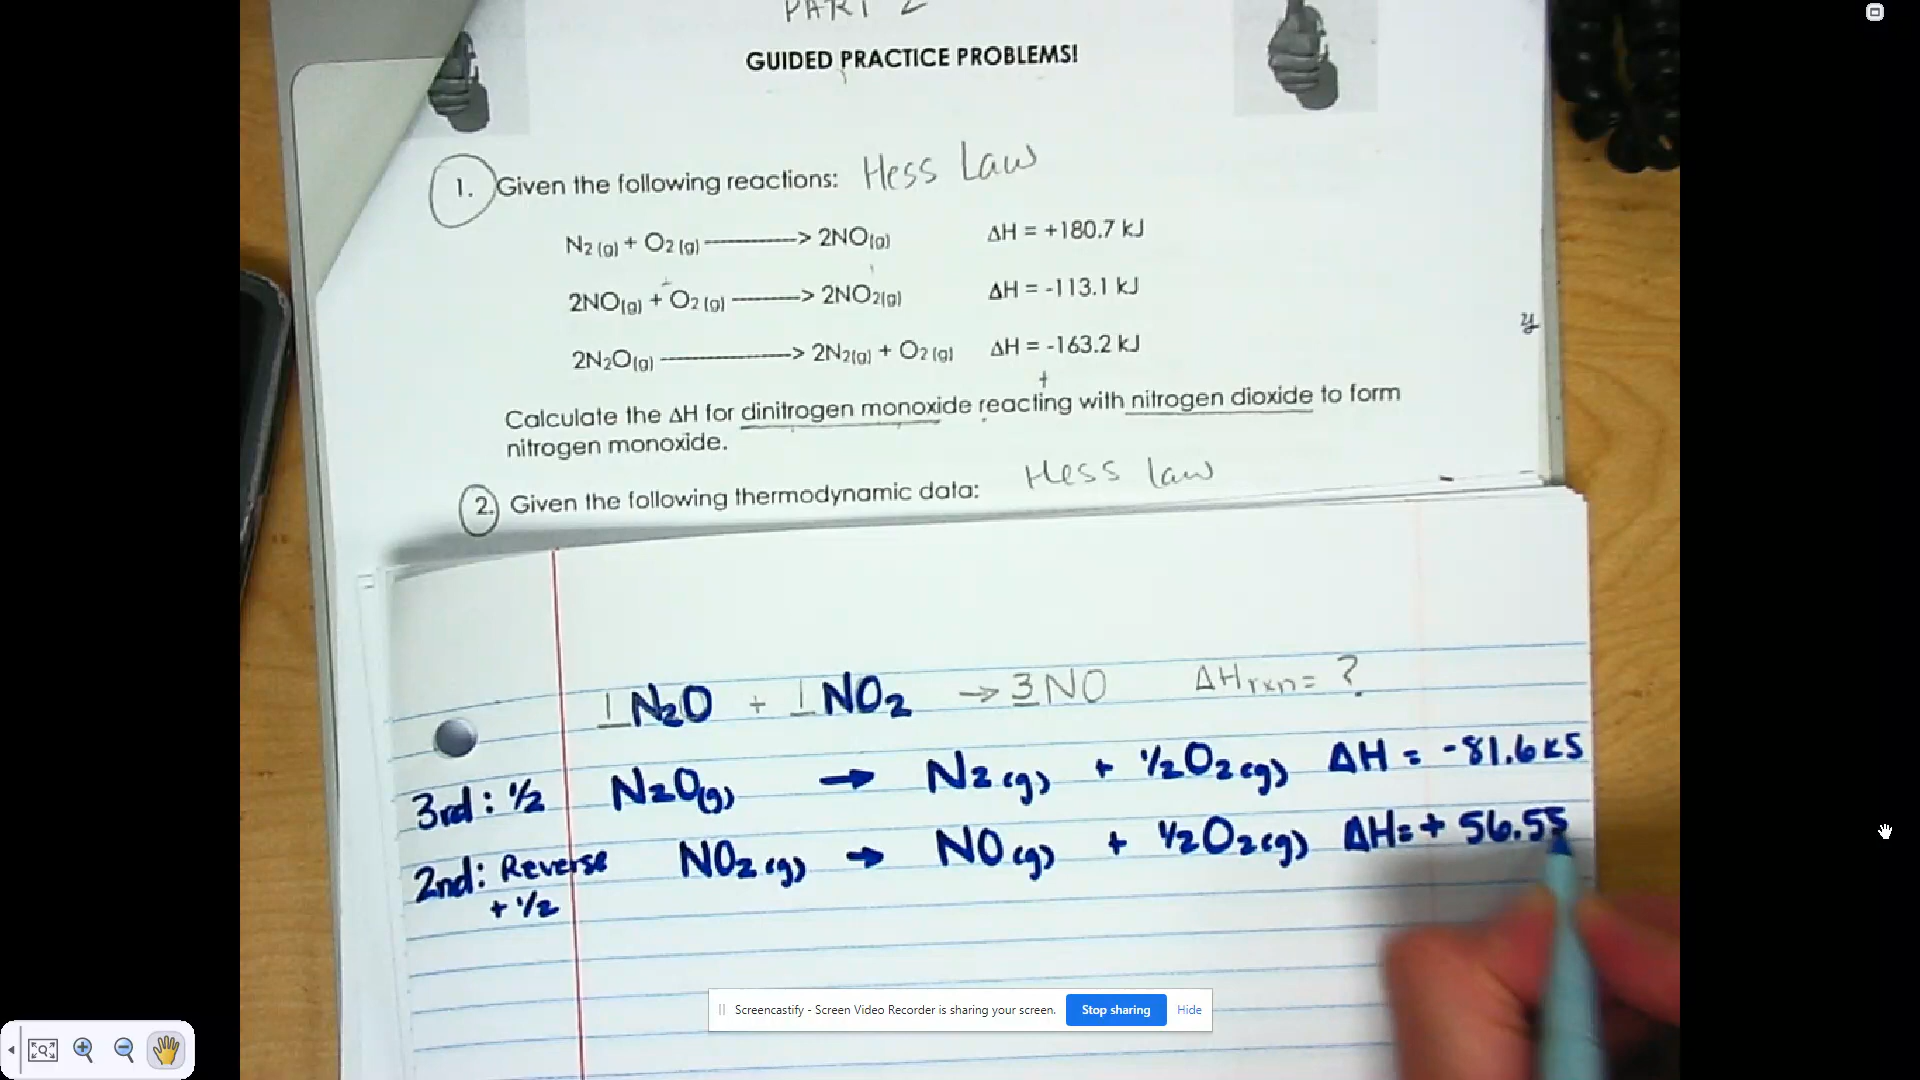 PART 2
GUIDED PRACTICE PROBLEMS!
1. Given the following reactions: Hess Law
N2 (g) + O2 (g) ------------> 2NO(g) ΔH = +180.7 kJ
2NO(g) + O2 (g) ---------> 2NO2(g) ΔH = -113.1 kJ
2N2O(g) -----------------> 2N2(g) + O2 (g) ΔH = -163.2 kJ
+
Calculate the ΔH for dinitrogen monoxide reacting with nitrogen dioxide to form
nitrogen monoxide.
2. Given the following thermodynamic data: Hess law
1 N2O + 1 NO2 → 3 NO ΔHrxn = ?
3rd: 1/2 N2O(g) → N2(g) + 1/2 O2(g) ΔH = -81.6 kJ
2nd: Reverse NO2(g) → NO(g) + 1/2 O2(g) ΔH = + 56.55
+ 1/2
Screencastify - Screen Video Recorder is sharing your screen. Stop sharing Hide